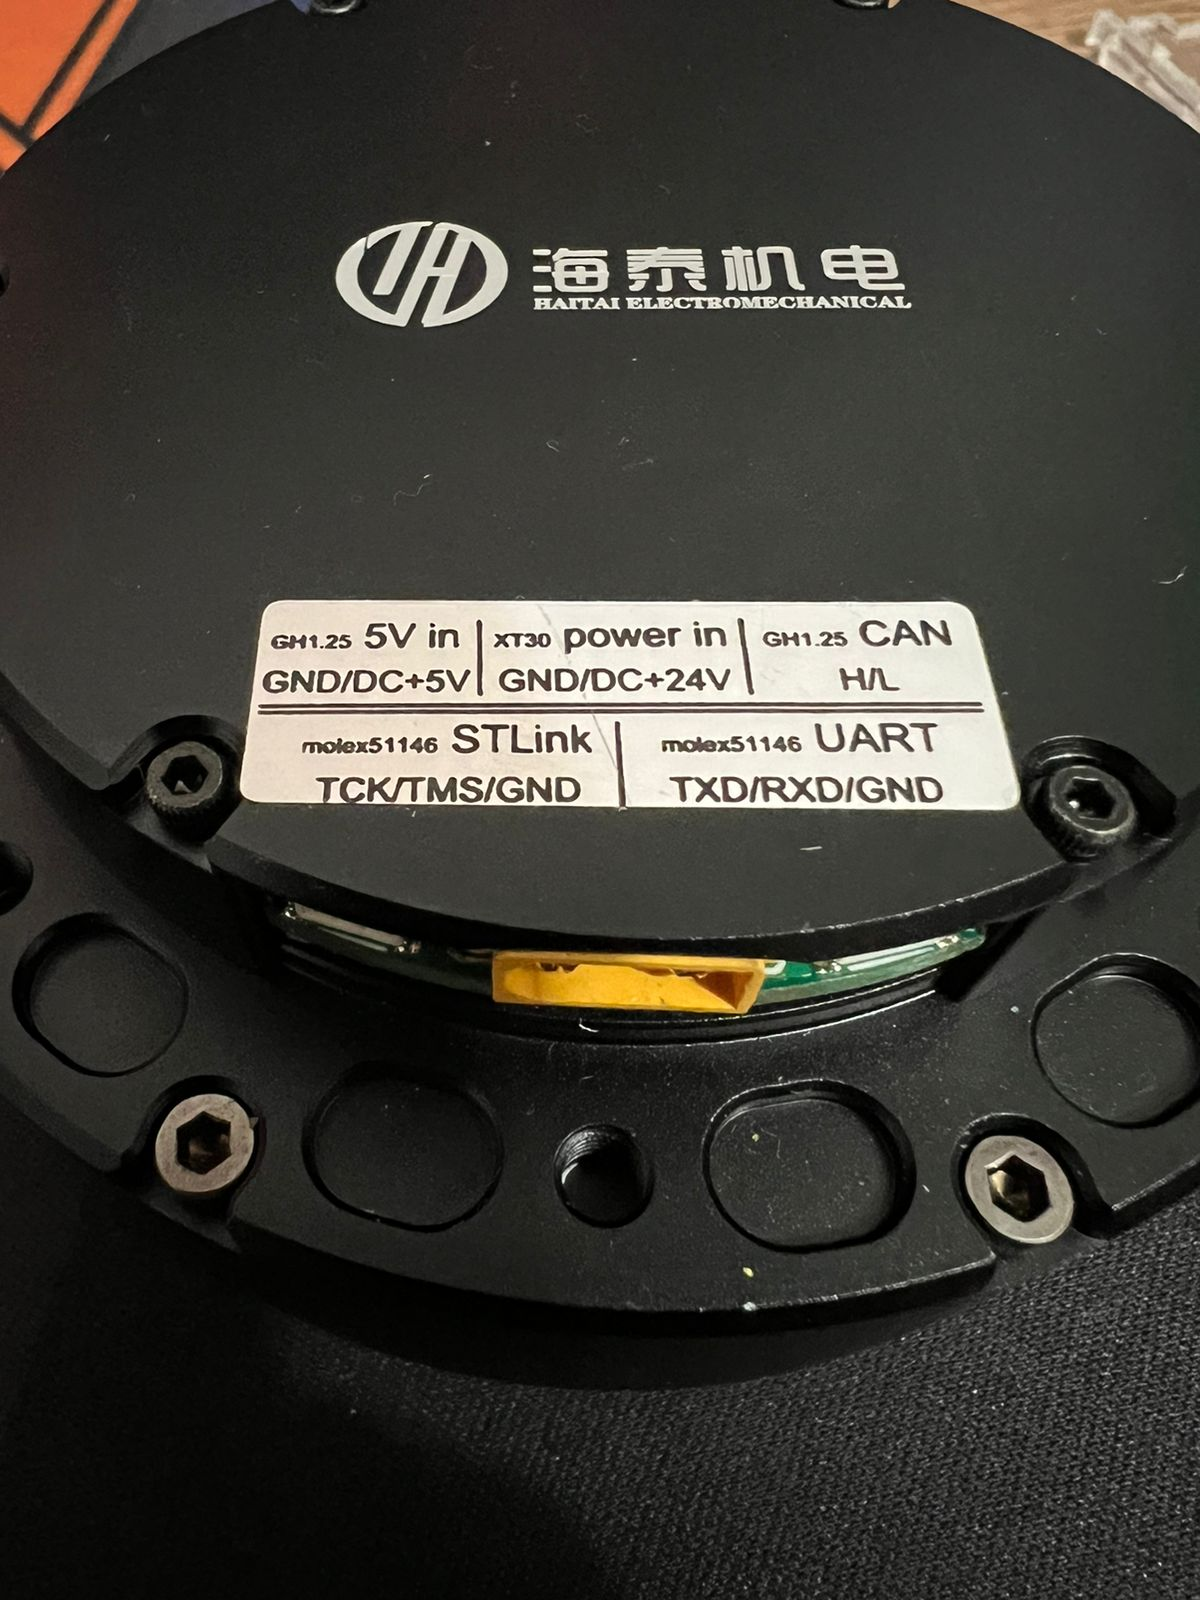 海泰机电
HAITAI ELECTROMECHANICAL
GH1.25 5V in | XT30 power in | GH1.25 CAN
GND/DC+5V | GND/DC+24V | H/L
molex51146 STLink | molex51146 UART
TCK/TMS/GND | TXD/RXD/GND